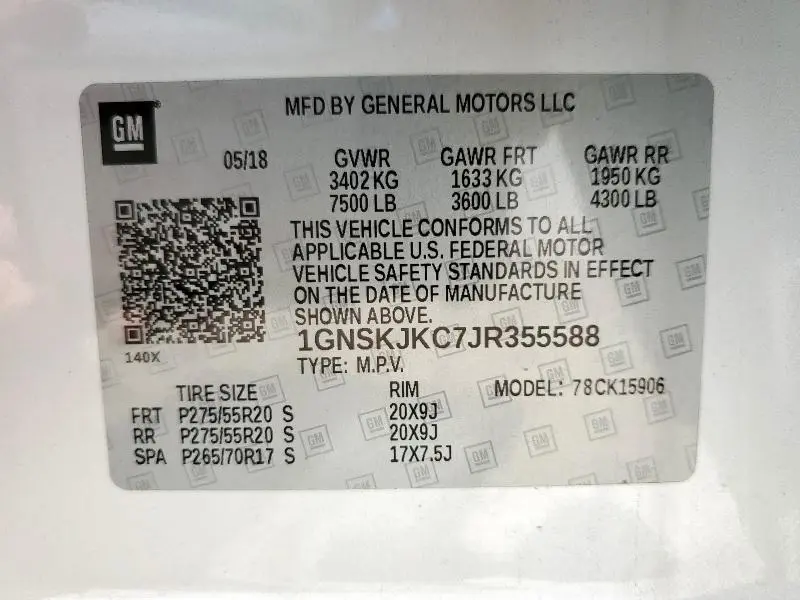 GM
MFD BY GENERAL MOTORS LLC
05/18 GVWR GAWR FRT GAWR RR
3402 KG 1633 KG 1950 KG
7500 LB 3600 LB 4300 LB
THIS VEHICLE CONFORMS TO ALL
APPLICABLE U.S. FEDERAL MOTOR
VEHICLE SAFETY STANDARDS IN EFFECT
ON THE DATE OF MANUFACTURE
SHOWN ABOVE.
1GNSKJKC7JR355588
140X
TYPE: M.P.V.
TIRE SIZE RIM MODEL: 78CK15906
FRT P275/55R20 S 20X9J
RR P275/55R20 S 20X9J
SPA P265/70R17 S 17X7.5J